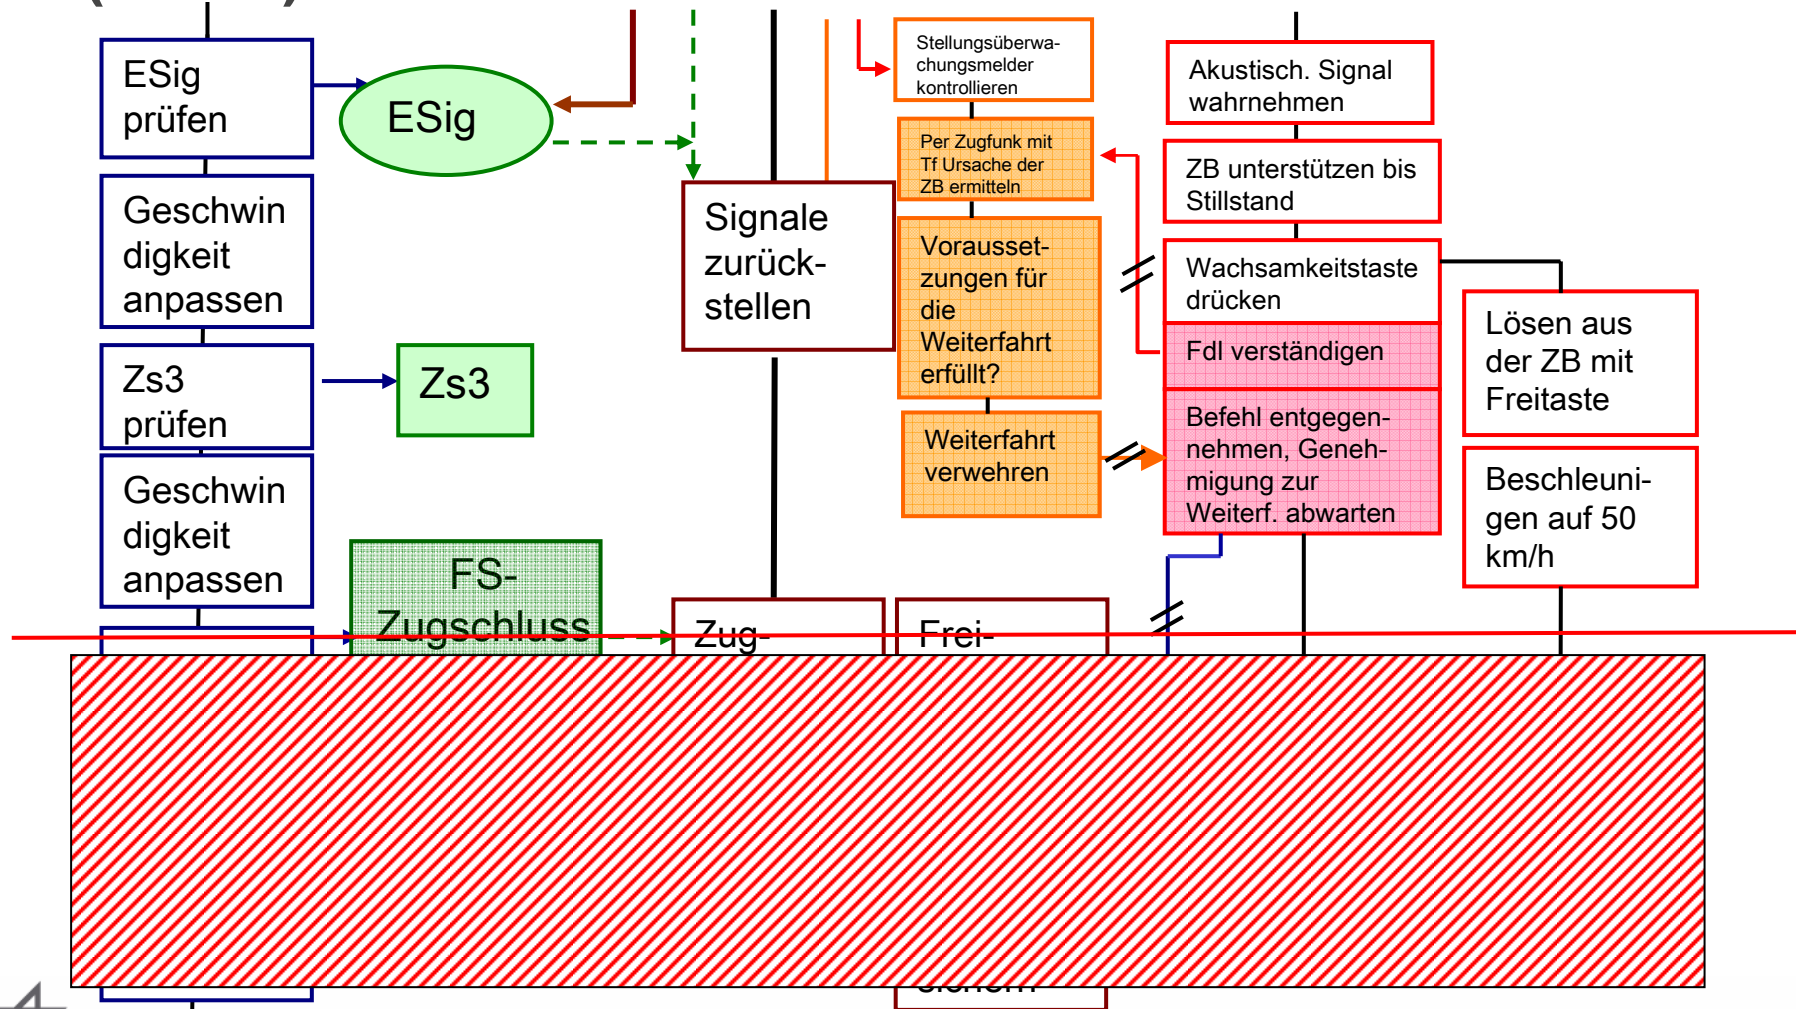 ESig
prüfen
Geschwin
digkeit
anpassen
Zs3
prüfen
Geschwin
digkeit
anpassen
ESig
Zs3
FS-
Zugschluss
Signale
zurück-
stellen
Zug-
Frei-
Stellungsüberwa-
chungsmelder
kontrollieren
Per Zugfunk mit
Tf Ursache der
ZB ermitteln
Vorausset-
zungen für
die
Weiterfahrt
erfüllt?
Weiterfahrt
verwehren
Akustisch. Signal
wahrnehmen
ZB unterstützen bis
Stillstand
Wachsamkeitstaste
drücken
Fdl verständigen
Befehl entgegen-
nehmen, Geneh-
migung zur
Weiterf. abwarten
Lösen aus
der ZB mit
Freitaste
Beschleuni-
gen auf 50
km/h